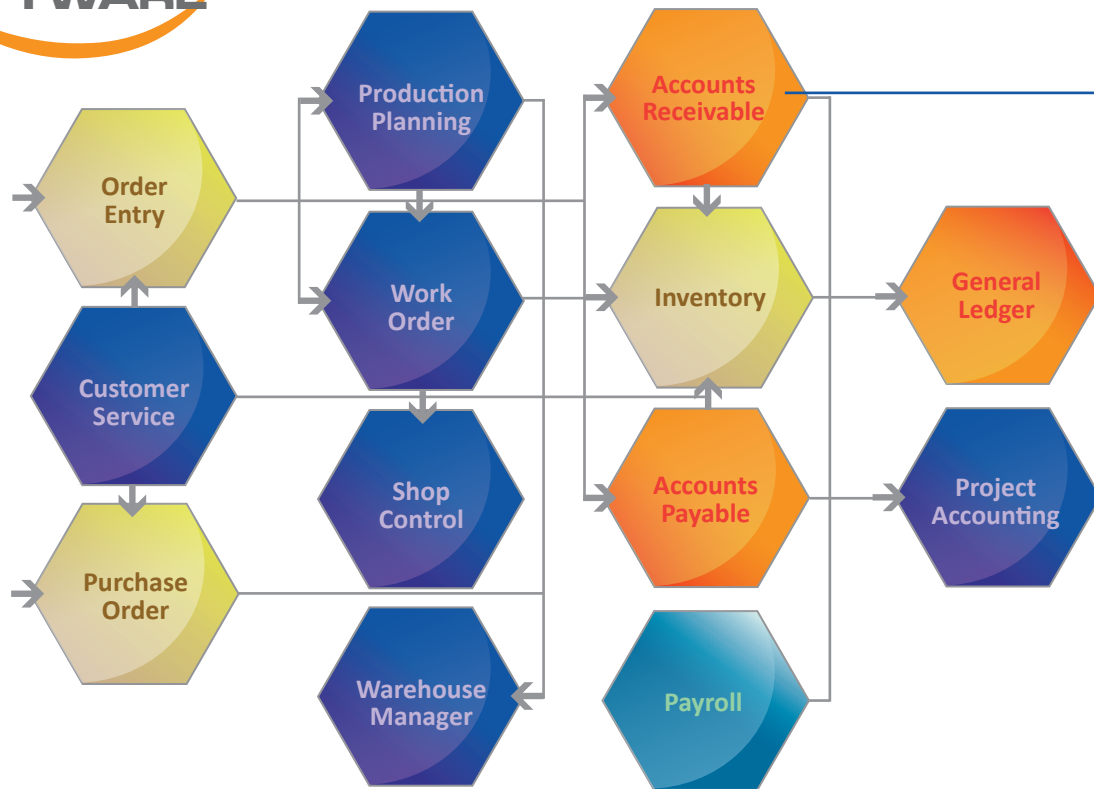 TWARE
Production
Planning
Accounts
Receivable
Order
Entry
Work
Order
Inventory
General
Ledger
Customer
Service
Shop
Control
Accounts
Payable
Project
Accounting
Purchase
Order
Warehouse
Manager
Payroll